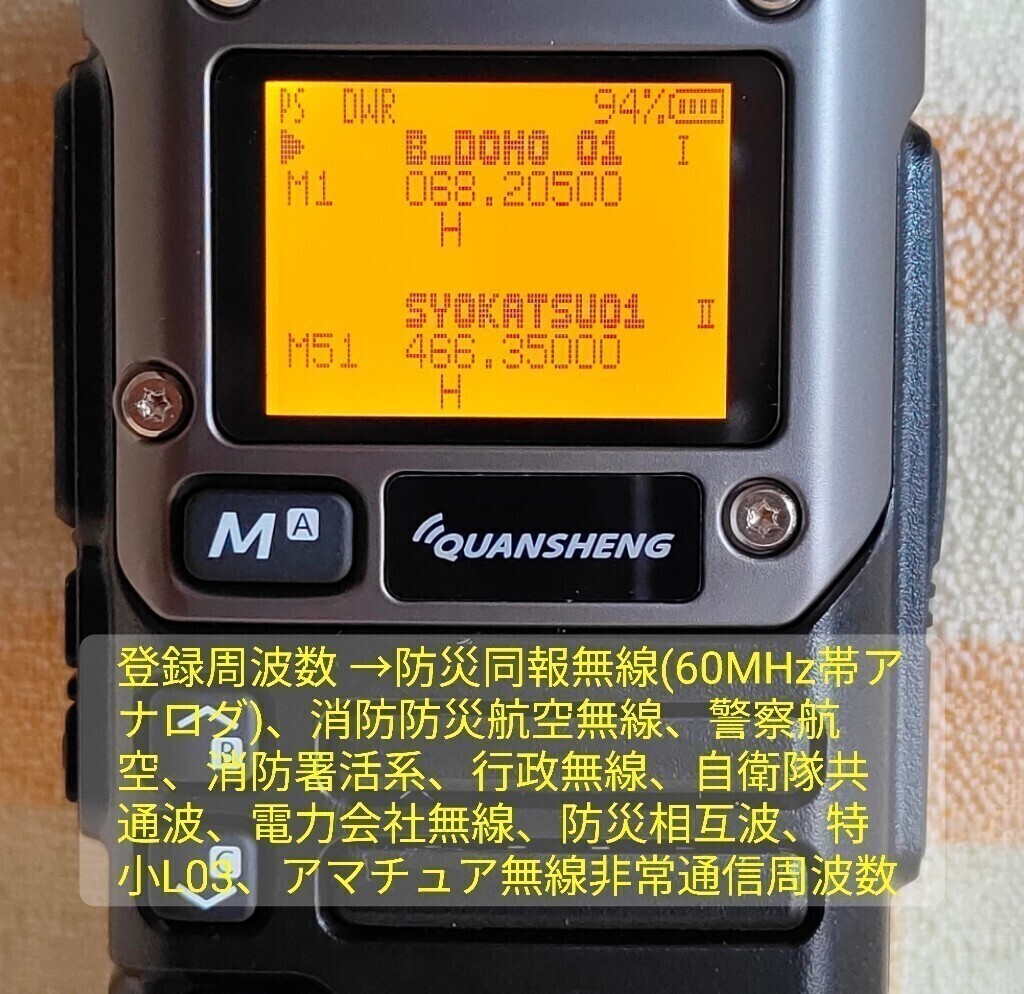 PS DWR 94%
B_DOHO 01 I
M1 068.20500
H
SYOKATSU01 II
M51 466.35000
H
M A
QUANSHENG
登録周波数 →防災同報無線(60MHz帯ア
ナログ)、消防防災航空無線、警察航
空、消防署活系、行政無線、自衛隊共
通波、電力会社無線、防災相互波、特
小L03、アマチュア無線非常通信周波数
B
C